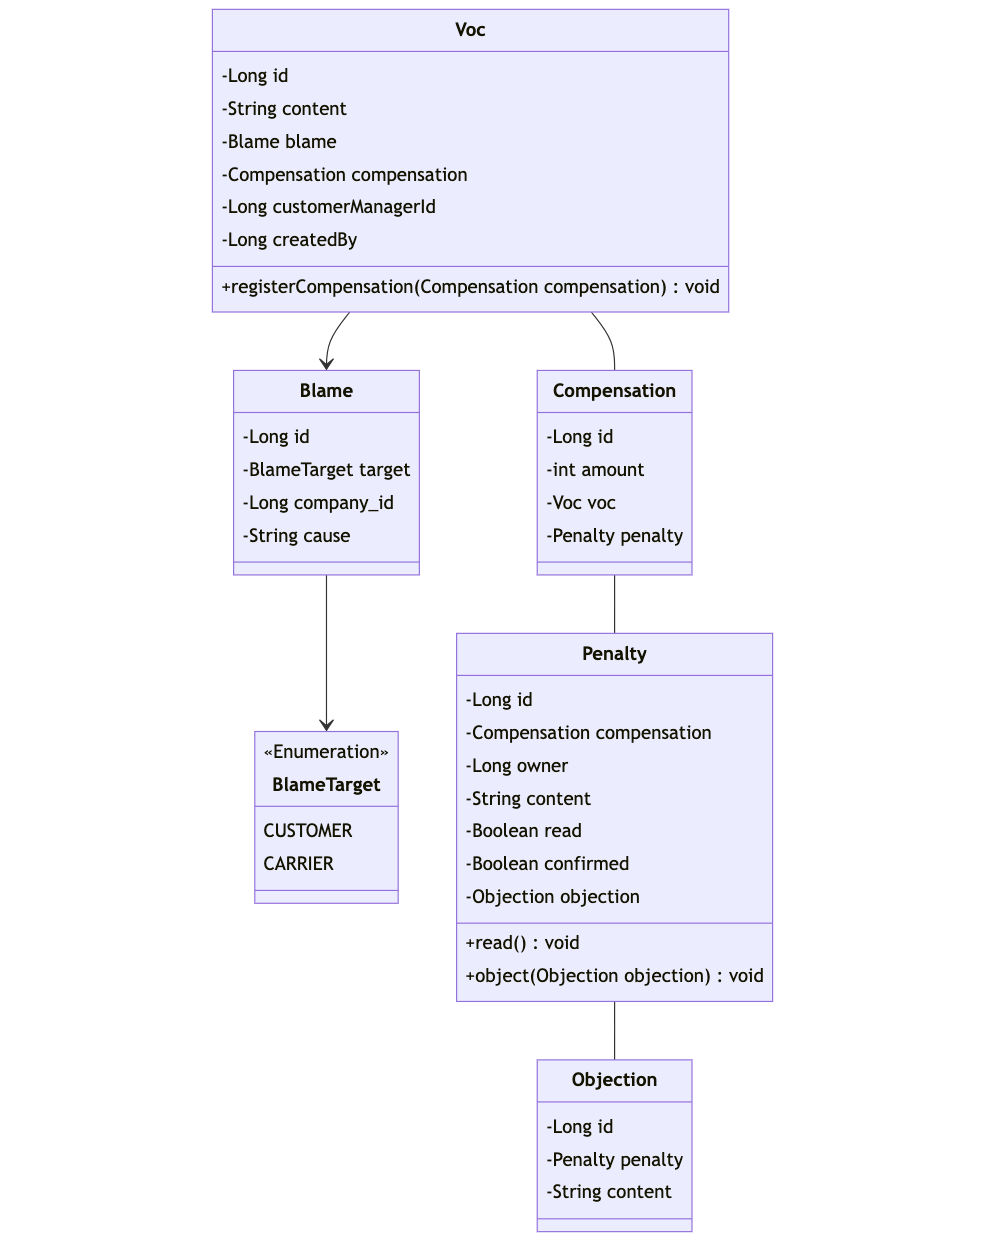 Voc
-Long id
-String content
-Blame blame
-Compensation compensation
-Long customerManagerId
-Long createdBy
+registerCompensation(Compensation compensation) : void
Blame
-Long id
-BlameTarget target
-Long company_id
-String cause
Compensation
-Long id
-int amount
-Voc voc
-Penalty penalty
Penalty
-Long id
-Compensation compensation
-Long owner
-String content
-Boolean read
-Boolean confirmed
-Objection objection
+read() : void
+object(Objection objection) : void
«Enumeration»
BlameTarget
CUSTOMER
CARRIER
Objection
-Long id
-Penalty penalty
-String content